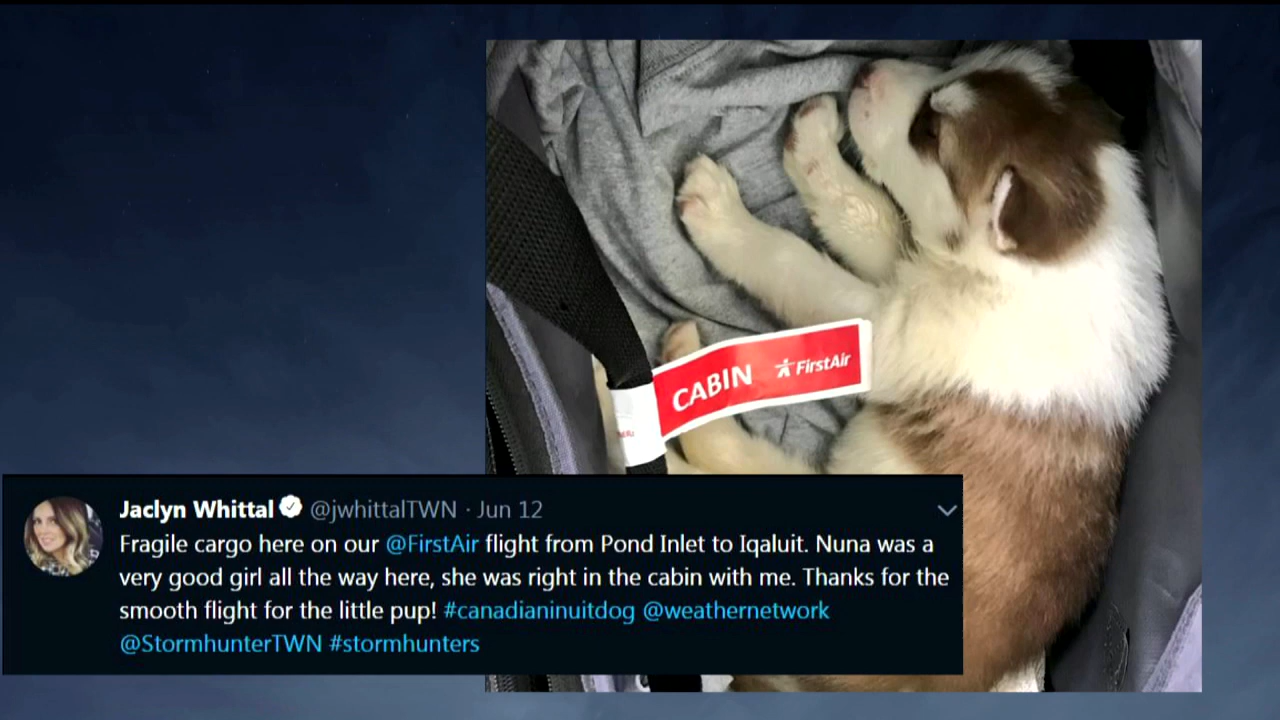 CABIN FirstAir
Jaclyn Whittal @jwhittalTWN · Jun 12
Fragile cargo here on our @FirstAir flight from Pond Inlet to Iqaluit. Nuna was a
very good girl all the way here, she was right in the cabin with me. Thanks for the
smooth flight for the little pup! #canadianinuitdog @weathernetwork
@StormhunterTWN #stormhunters